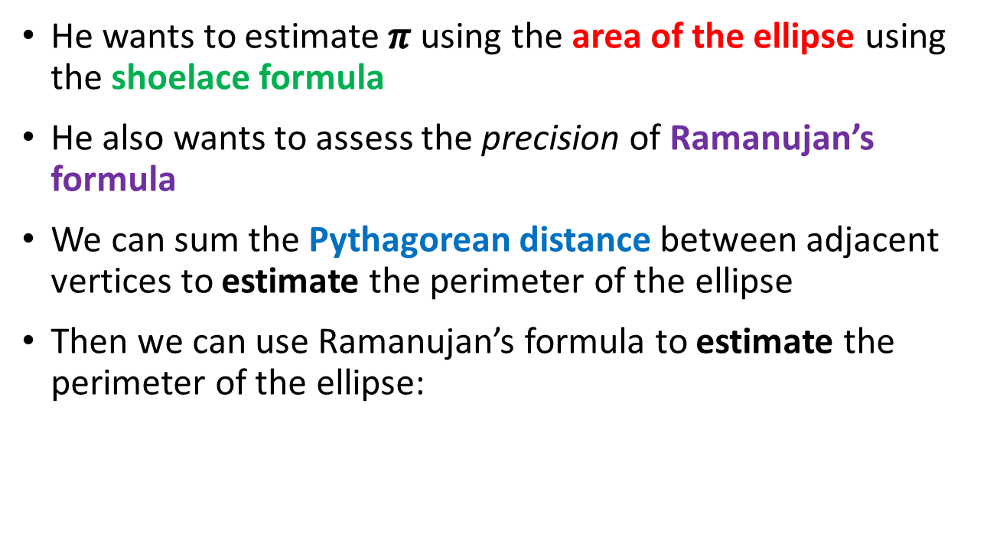 • He wants to estimate π using the area of the ellipse using
the shoelace formula
• He also wants to assess the precision of Ramanujan’s
formula
• We can sum the Pythagorean distance between adjacent
vertices to estimate the perimeter of the ellipse
• Then we can use Ramanujan’s formula to estimate the
perimeter of the ellipse: